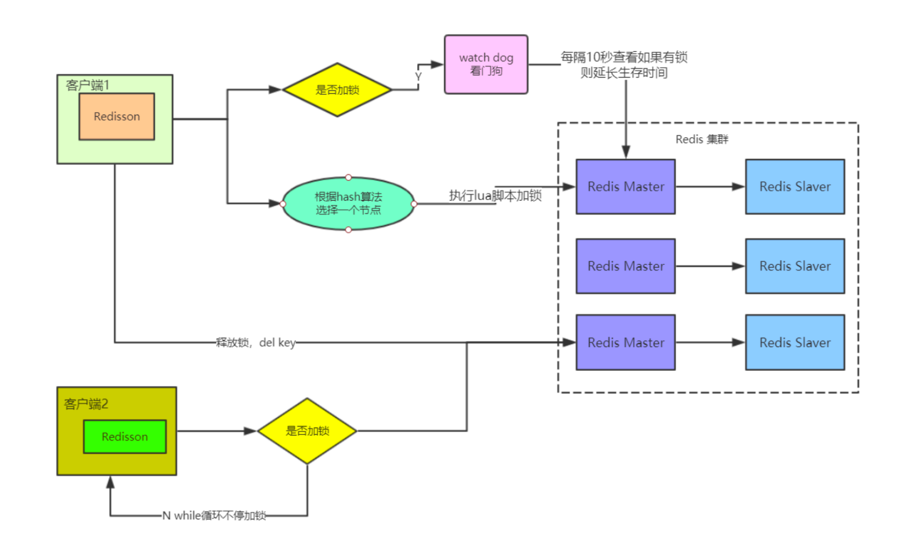 客户端1
Redisson
是否加锁
Y
watch dog
看门狗
每隔10秒查看如果有锁
则延长生存时间
Redis 集群
根据hash算法
选择一个节点
执行lua脚本加锁
Redis Master
Redis Slaver
Redis Master
Redis Slaver
释放锁，del key
Redis Master
Redis Slaver
客户端2
Redisson
是否加锁
N while循环不停加锁